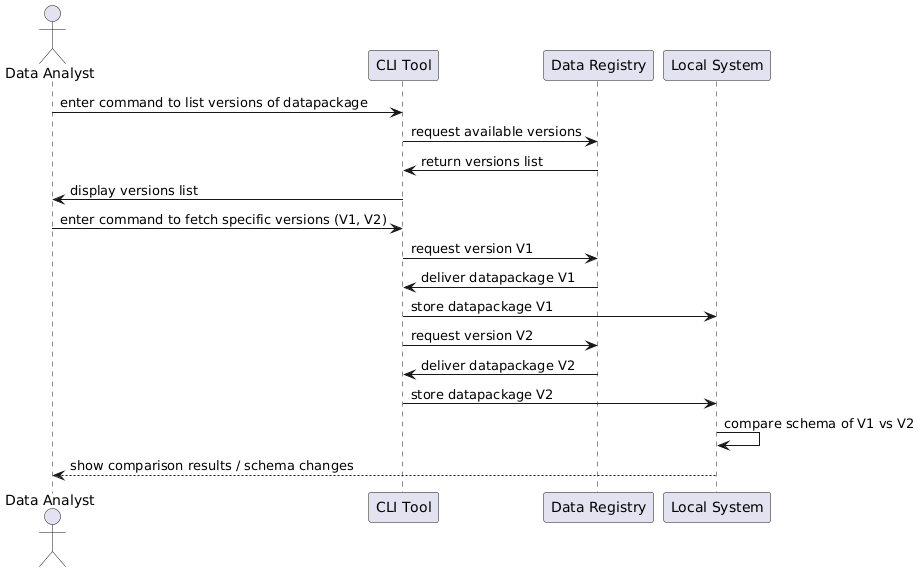 Data Analyst
CLI Tool
Data Registry
Local System
enter command to list versions of datapackage
request available versions
return versions list
display versions list
enter command to fetch specific versions (V1, V2)
request version V1
deliver datapackage V1
store datapackage V1
request version V2
deliver datapackage V2
store datapackage V2
compare schema of V1 vs V2
show comparison results / schema changes
Data Analyst
CLI Tool
Data Registry
Local System